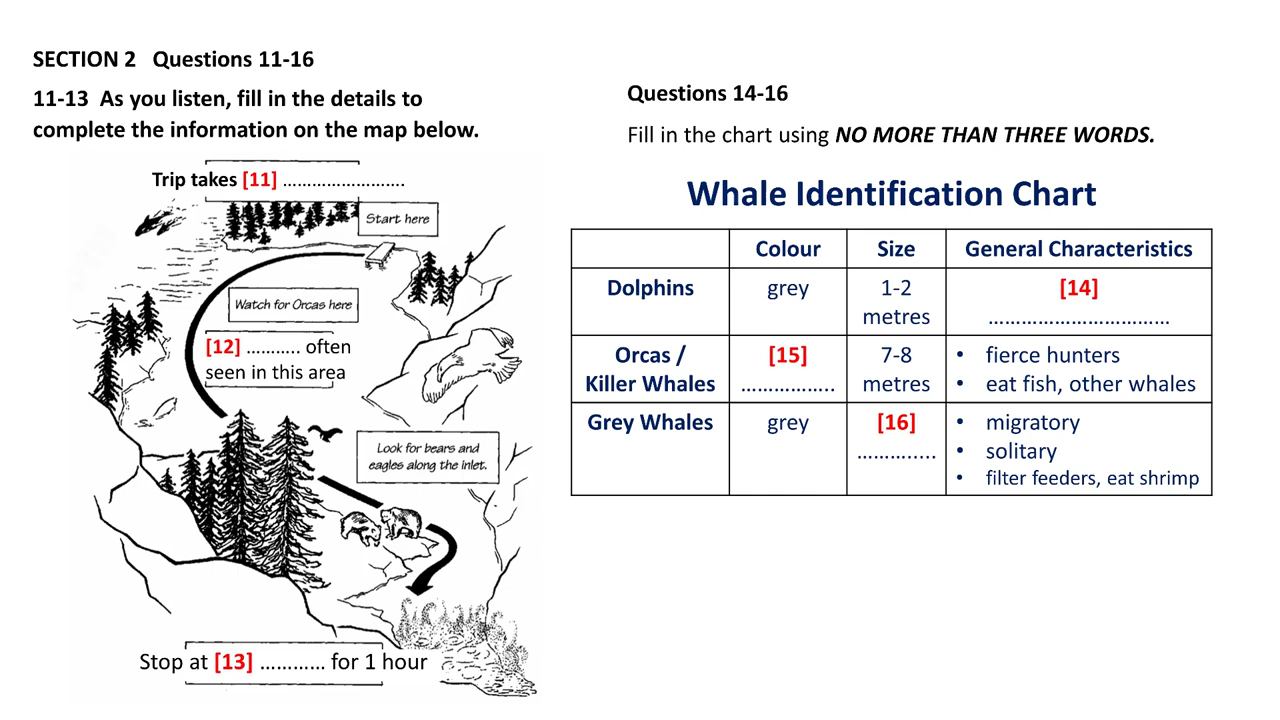 SECTION 2 Questions 11-16
11-13 As you listen, fill in the details to
complete the information on the map below.
Trip takes [11] ........................
Start here
Watch for Orcas here
[12] ........... often
seen in this area
Look for bears and
eagles along the inlet.
Stop at [13] ............ for 1 hour
Questions 14-16
Fill in the chart using NO MORE THAN THREE WORDS.
Whale Identification Chart
Colour Size General Characteristics
Dolphins grey 1-2 metres [14] .................................
Orcas / Killer Whales [15] ................. 7-8 metres • fierce hunters
• eat fish, other whales
Grey Whales grey [16] .............. • migratory
• solitary
• filter feeders, eat shrimp